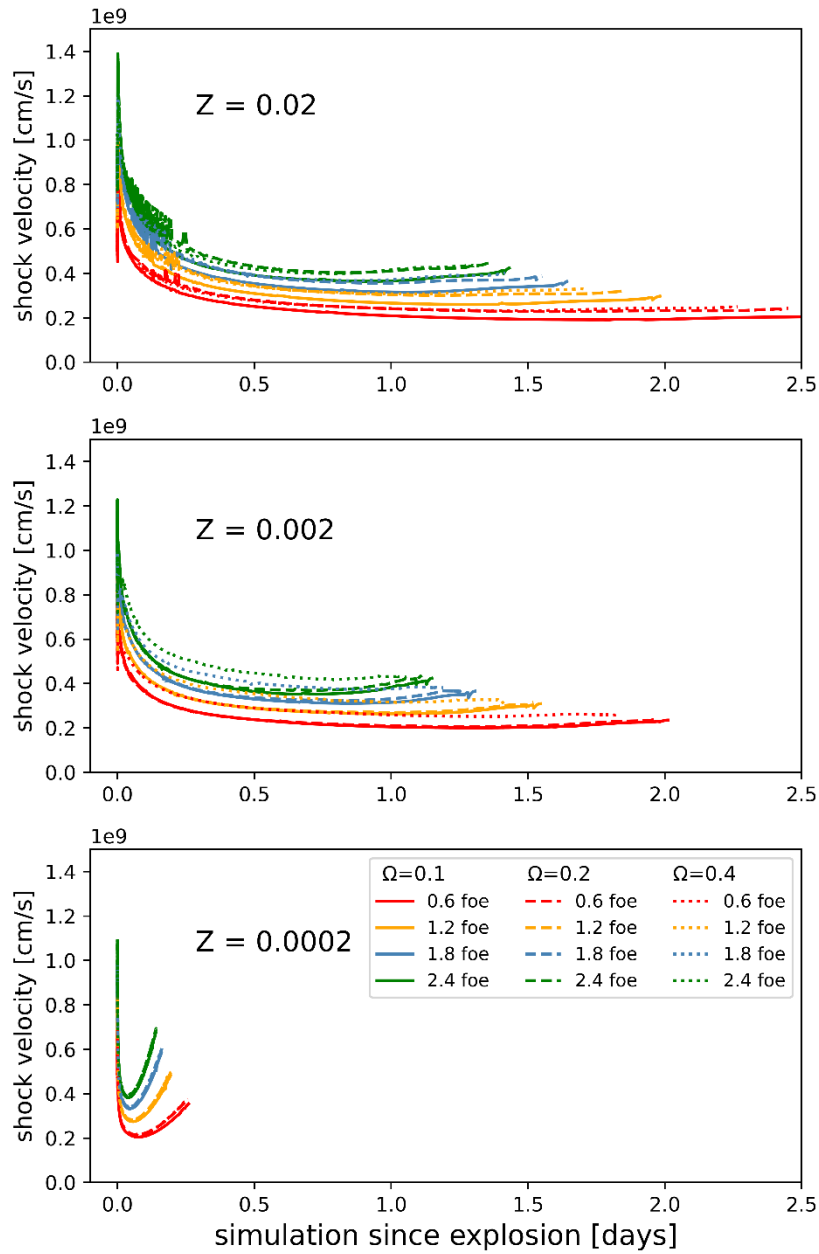 1e9
1.4
1.2
Z = 0.02
1.0
0.8
0.6
0.4
0.2
0.0
shock velocity [cm/s]
0.0 0.5 1.0 1.5 2.0 2.5
1e9
1.4
1.2
Z = 0.002
1.0
0.8
0.6
0.4
0.2
0.0
shock velocity [cm/s]
0.0 0.5 1.0 1.5 2.0 2.5
1e9
1.4
1.2
Z = 0.0002
1.0
0.8
0.6
0.4
0.2
0.0
shock velocity [cm/s]
Ω=0.1 Ω=0.2 Ω=0.4
0.6 foe 0.6 foe 0.6 foe
1.2 foe 1.2 foe 1.2 foe
1.8 foe 1.8 foe 1.8 foe
2.4 foe 2.4 foe 2.4 foe
0.0 0.5 1.0 1.5 2.0 2.5
simulation since explosion [days]